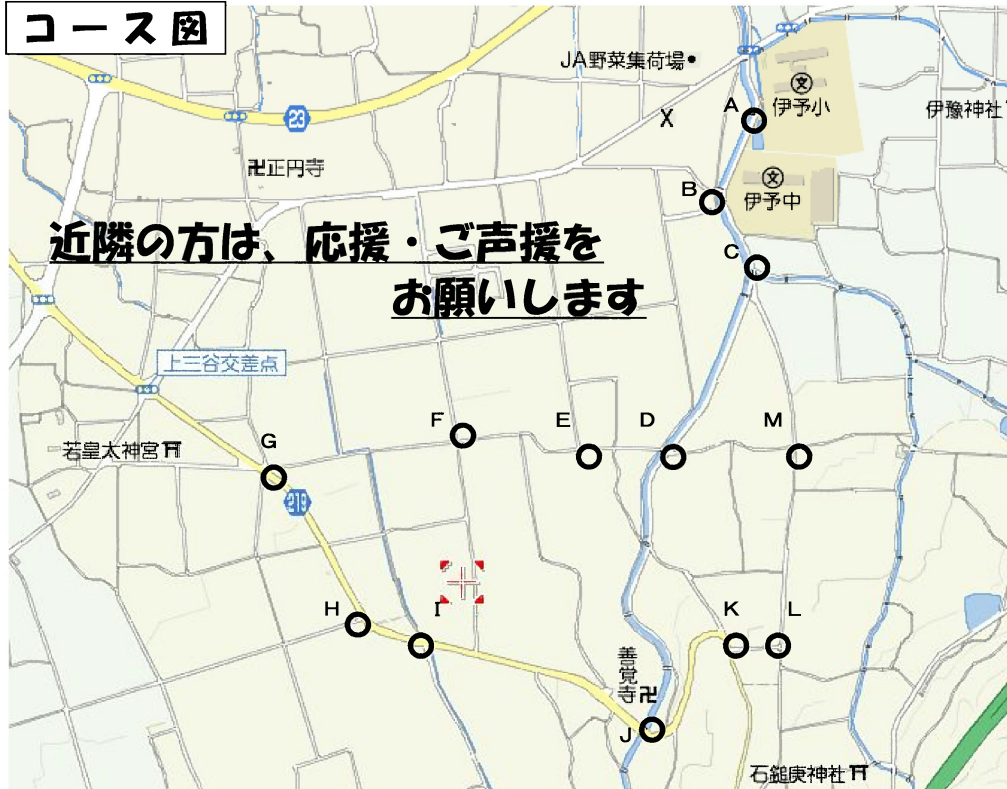 コース図
JA野菜集荷場
A
伊予小
伊豫神社
23
X
卍正円寺
B
伊予中
近隣の方は、応援・ご声援を
お願いします
C
上三谷交差点
F
E
D
M
G
若皇太神宮
219
H
I
K
L
善覚寺
卍
J
石鎚庚神社